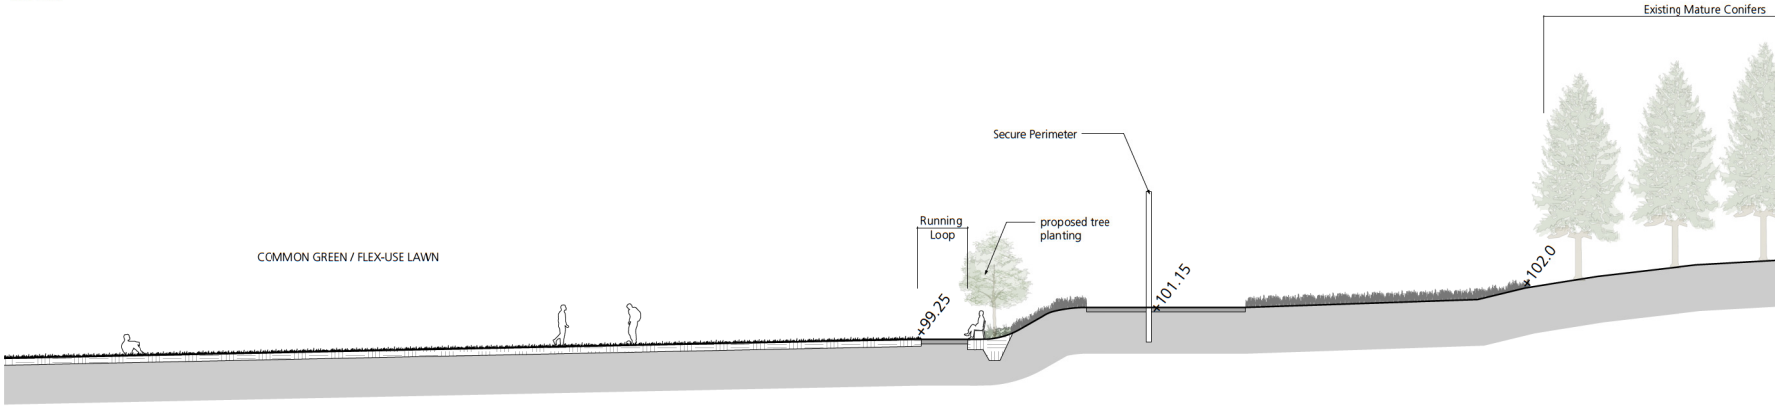 Existing Mature Conifers
Secure Perimeter
Running
Loop
proposed tree
planting
COMMON GREEN / FLEX-USE LAWN
+99.25
+101.15
+102.0